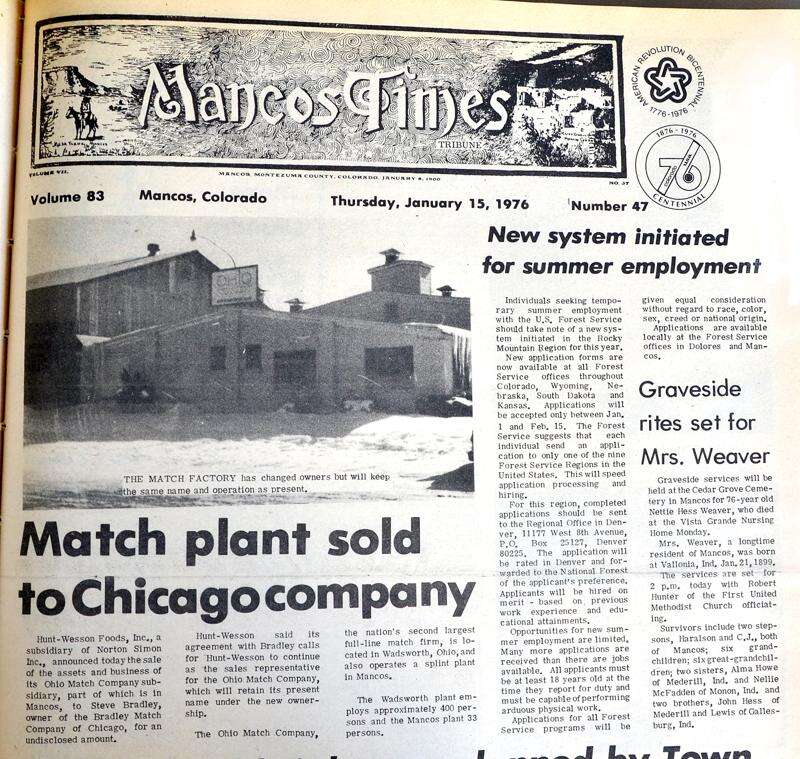 Mancos Times
TRIBUNE
AMERICAN REVOLUTION BICENTENNIAL
1776-1976
1876-1976
76
CENTENNIAL
VOLUME VII.
MANCOS, MONTEZUMA COUNTY, COLORADO, JANUARY 6, 1900
NO. 37
Volume 83 Mancos, Colorado Thursday, January 15, 1976 Number 47
OHIO
THE MATCH FACTORY has changed owners but will keep
the same name and operation as present.
Match plant sold
to Chicago company
Hunt-Wesson Foods, Inc., a
subsidiary of Norton Simon
Inc., announced today the sale
of the assets and business of
its Ohio Match Company sub-
sidiary, part of which is in
Mancos, to Steve Bradley,
owner of the Bradley Match
Company of Chicago, for an
undisclosed amount.
Hunt-Wesson said its
agreement with Bradley calls
for Hunt-Wesson to continue
as the sales representative
for the Ohio Match Company,
which will retain its present
name under the new owner-
ship.
The Ohio Match Company,
the nation's second largest
full-line match firm, is lo-
cated in Wadsworth, Ohio, and
also operates a splint plant
in Mancos.
The Wadsworth plant em-
ploys approximately 400 per-
sons and the Mancos plant 33
persons.
New system initiated
for summer employment
Individuals seeking tempo-
rary summer employment
with the U.S. Forest Service
should take note of a new sys-
tem initiated in the Rocky
Mountain Region for this year.
New application forms are
now available at all Forest
Service offices throughout
Colorado, Wyoming, Ne-
braska, South Dakota and
Kansas. Applications will
be accepted only between Jan.
1 and Feb. 15. The Forest
Service suggests that each
individual send an appli-
cation to only one of the nine
Forest Service Regions in the
United States. This will speed
application processing and
hiring.
For this region, completed
applications should be sent
to the Regional Office in Den-
ver, 11177 West 8th Avenue,
P.O. Box 25127, Denver
80225. The application will
be rated in Denver and for-
warded to the National Forest
of the applicant's preference.
Applicants will be hired on
merit - based on previous
work experience and edu-
cational attainments.
Opportunities for new sum-
mer employment are limited.
Many more applications are
received than there are jobs
available. All applicants must
be at least 18 years old at the
time they report for duty and
must be capable of performing
arduous physical work.
Applications for all Forest
Service programs will be
given equal consideration
without regard to race, color,
sex, creed or national origin.
Applications are available
locally at the Forest Service
offices in Dolores and Man-
cos.
Graveside
rites set for
Mrs. Weaver
Graveside services will be
held at the Cedar Grove Ceme-
tery in Mancos for 76-year old
Nettie Hess Weaver, who died
at the Vista Grande Nursing
Home Monday.
Mrs. Weaver, a longtime
resident of Mancos, was born
at Vallonia, Ind. Jan. 21, 1899.
The services are set for
2 p.m. today with Robert
Hunter of the First United
Methodist Church officiat-
ing.
Survivors include two step-
sons, Haralson and C.J., both
of Mancos; six grand-
children; six great-grandchil-
dren; two sisters, Alma Howe
of Mederill, Ind. and Nellie
McFadden of Monon, Ind. and
two brothers, John Hess of
Mederill and Lewis of Galles-
burg, Ind.
by Town